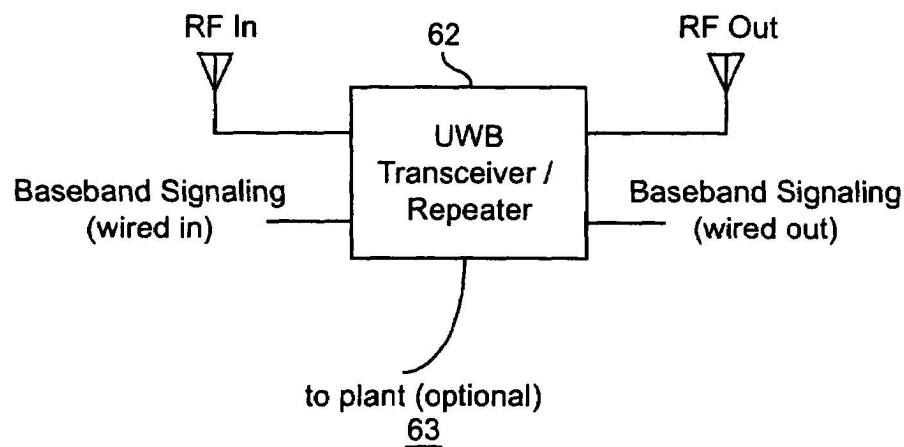 RF In
62
RF Out
UWB
Transceiver /
Repeater
Baseband Signaling
(wired in)
Baseband Signaling
(wired out)
to plant (optional)
63